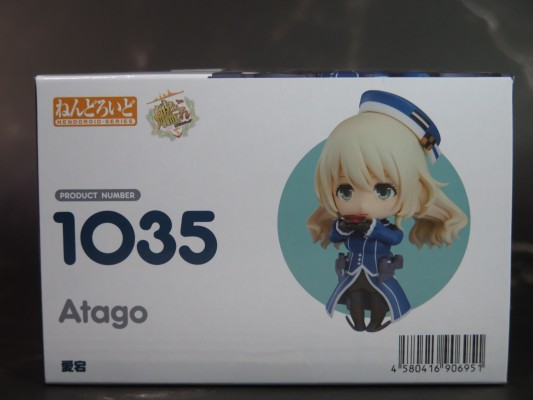 ねんどろいど
NENDOROID-SERIES
PRODUCT NUMBER
1035
Atago
愛宕
4 580416 906951